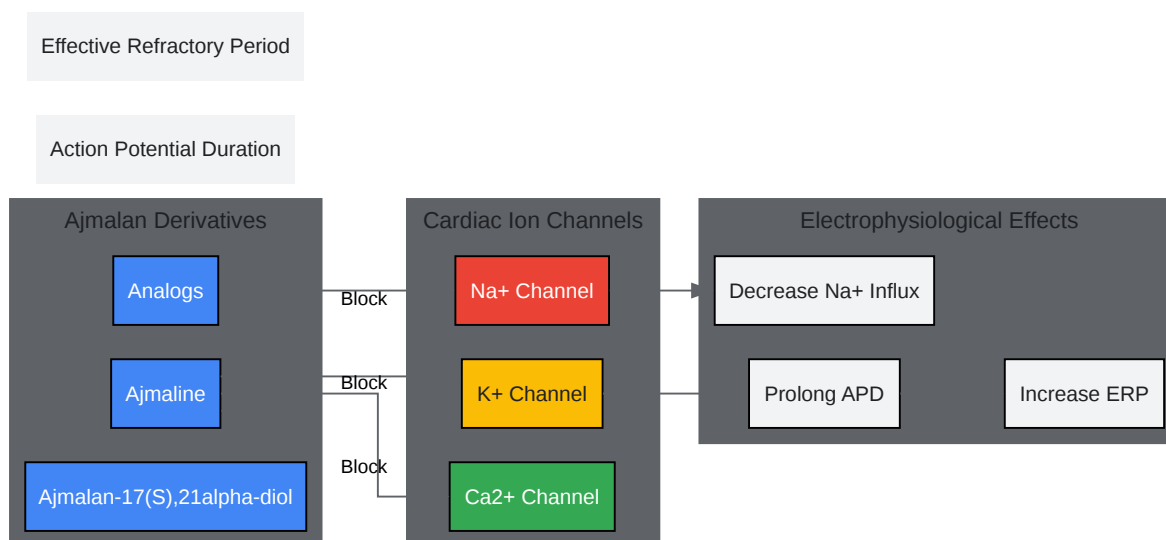 Effective Refractory Period
Action Potential Duration
Ajmalan Derivatives
Cardiac Ion Channels
Electrophysiological Effects
Analogs
Block
Na+ Channel
Decrease Na+ Influx
Ajmaline
Block
K+ Channel
Prolong APD
Increase ERP
Block
Ajmalan-17(S),21alpha-diol
Ca2+ Channel